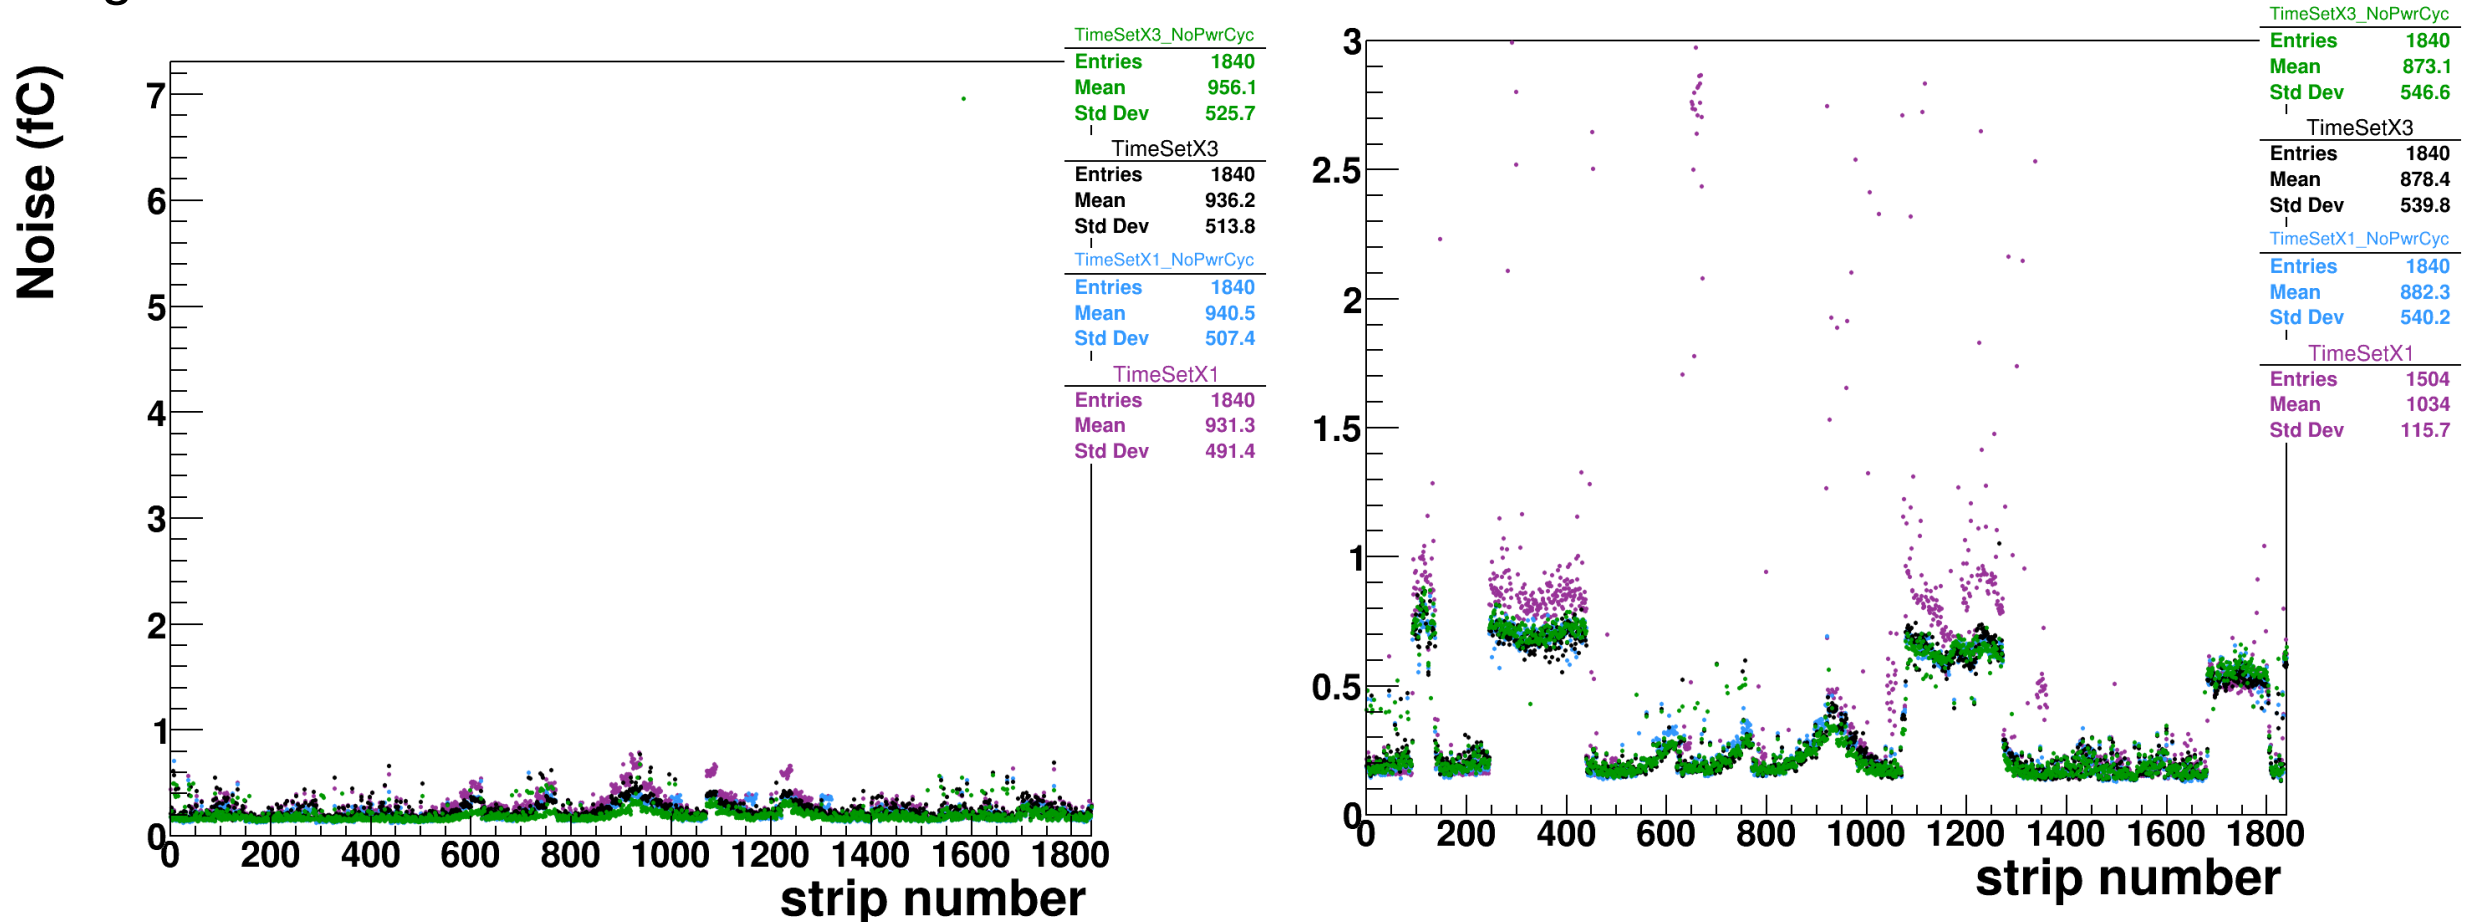 Noise (fC)
7
6
5
4
3
2
1
0
0 200 400 600 800 1000 1200 1400 1600 1800
strip number
TimeSetX3_NoPwrCyc
Entries 1840
Mean 956.1
Std Dev 525.7
TimeSetX3
Entries 1840
Mean 936.2
Std Dev 513.8
TimeSetX1_NoPwrCyc
Entries 1840
Mean 940.5
Std Dev 507.4
TimeSetX1
Entries 1840
Mean 931.3
Std Dev 491.4
3
2.5
2
1.5
1
0.5
0
0 200 400 600 800 1000 1200 1400 1600 1800
strip number
TimeSetX3_NoPwrCyc
Entries 1840
Mean 873.1
Std Dev 546.6
TimeSetX3
Entries 1840
Mean 878.4
Std Dev 539.8
TimeSetX1_NoPwrCyc
Entries 1840
Mean 882.3
Std Dev 540.2
TimeSetX1
Entries 1504
Mean 1034
Std Dev 115.7